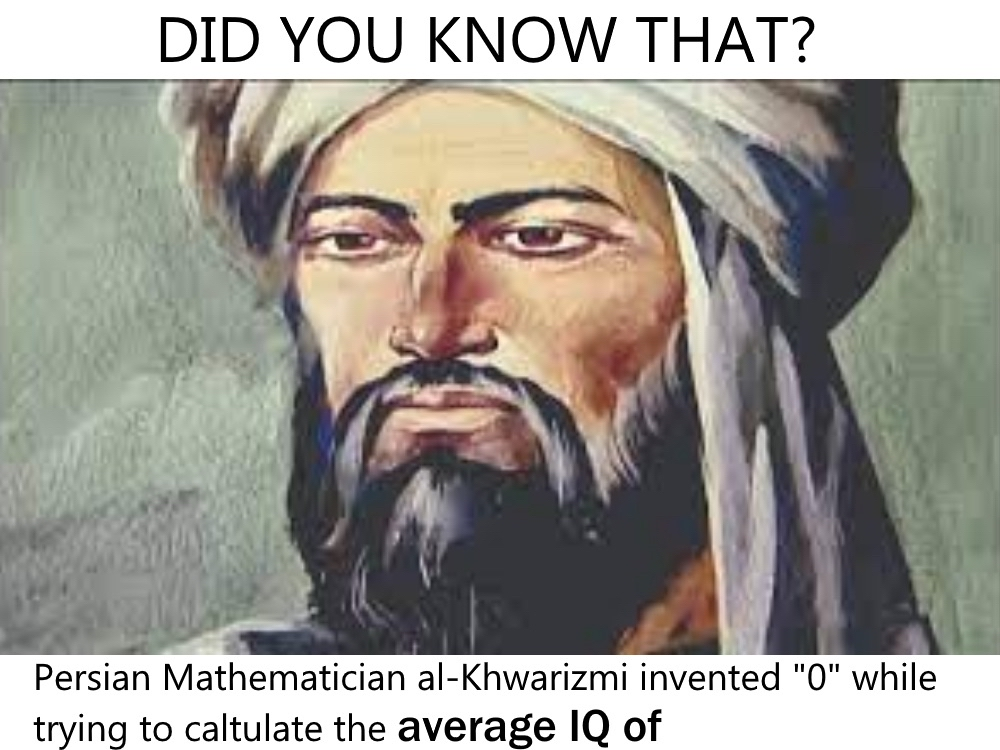 DID YOU KNOW THAT?
Persian Mathematician al-Khwarizmi invented "0" while
trying to caltulate the average IQ of